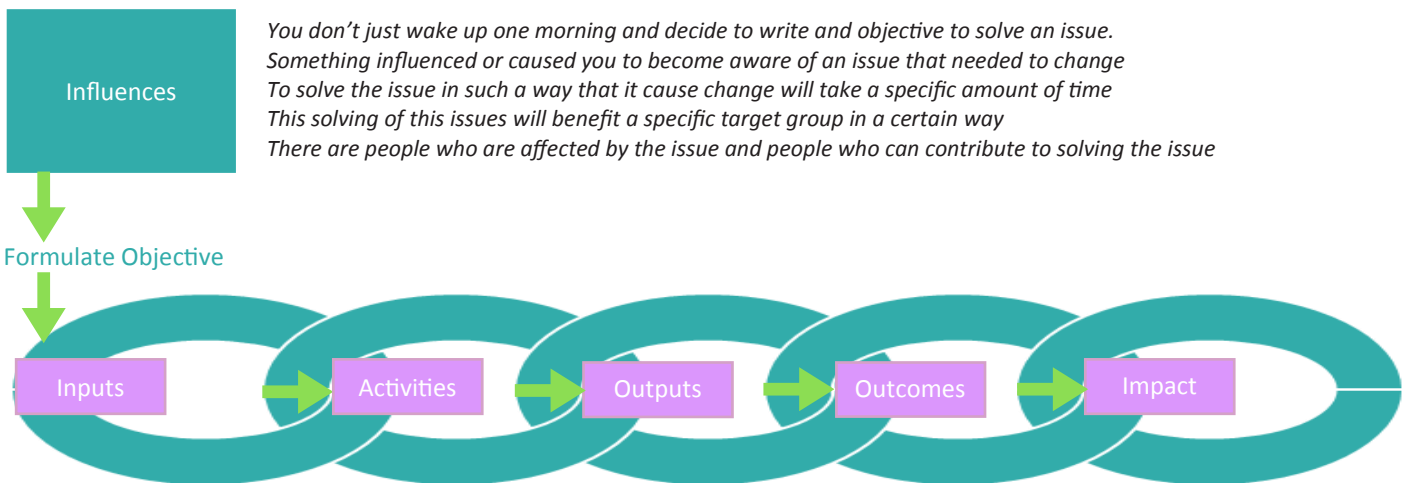 Influences
You don’t just wake up one morning and decide to write and objective to solve an issue.
Something influenced or caused you to become aware of an issue that needed to change
To solve the issue in such a way that it cause change will take a specific amount of time
This solving of this issues will benefit a specific target group in a certain way
There are people who are affected by the issue and people who can contribute to solving the issue
Formulate Objective
Inputs
Activities
Outputs
Outcomes
Impact